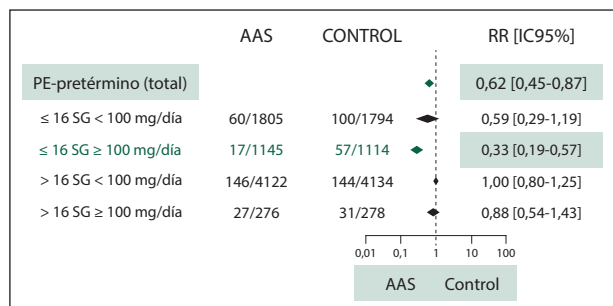 AAS CONTROL RR [IC95%]
PE-pretérmino (total) 0,62 [0,45-0,87]
≤ 16 SG < 100 mg/día 60/1805 100/1794 0,59 [0,29-1,19]
≤ 16 SG ≥ 100 mg/día 17/1145 57/1114 0,33 [0,19-0,57]
> 16 SG < 100 mg/día 146/4122 144/4134 1,00 [0,80-1,25]
> 16 SG ≥ 100 mg/día 27/276 31/278 0,88 [0,54-1,43]
0,01 0,1 1 10 100
AAS Control